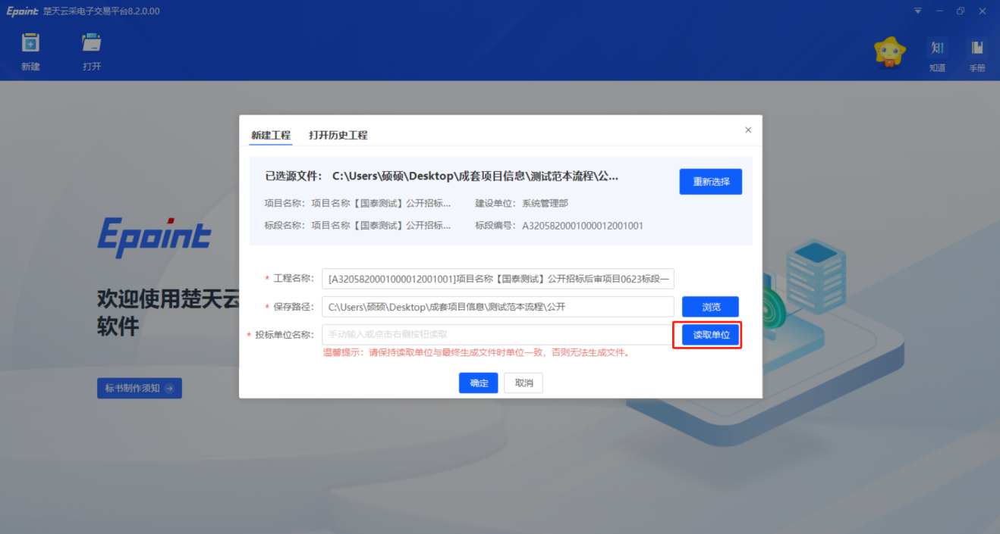 Epoint 楚天云采电子交易平台8.2.0.00
新建
打开
知
知道
手册
新建工程 打开历史工程
已选源文件： C:\Users\硕硕\Desktop\成套项目信息\测试范本流程\公...
重新选择
项目名称： 项目名称【国泰测试】公开招标... 建设单位： 系统管理部
标段名称： 项目名称【国泰测试】公开招标... 标段编号： A3205820001000012001001
* 工程名称： [A3205820001000012001001]项目名称【国泰测试】公开招标后审项目0623标段一
* 保存路径： C:\Users\硕硕\Desktop\成套项目信息\测试范本流程\公开 浏览
* 投标单位名称： 手动输入或点击右侧按钮读取 读取单位
温馨提示：请保持读取单位与最终生成文件时单位一致，否则无法生成文件。
确定 取消
Epoint
欢迎使用楚天云
软件
标书制作须知